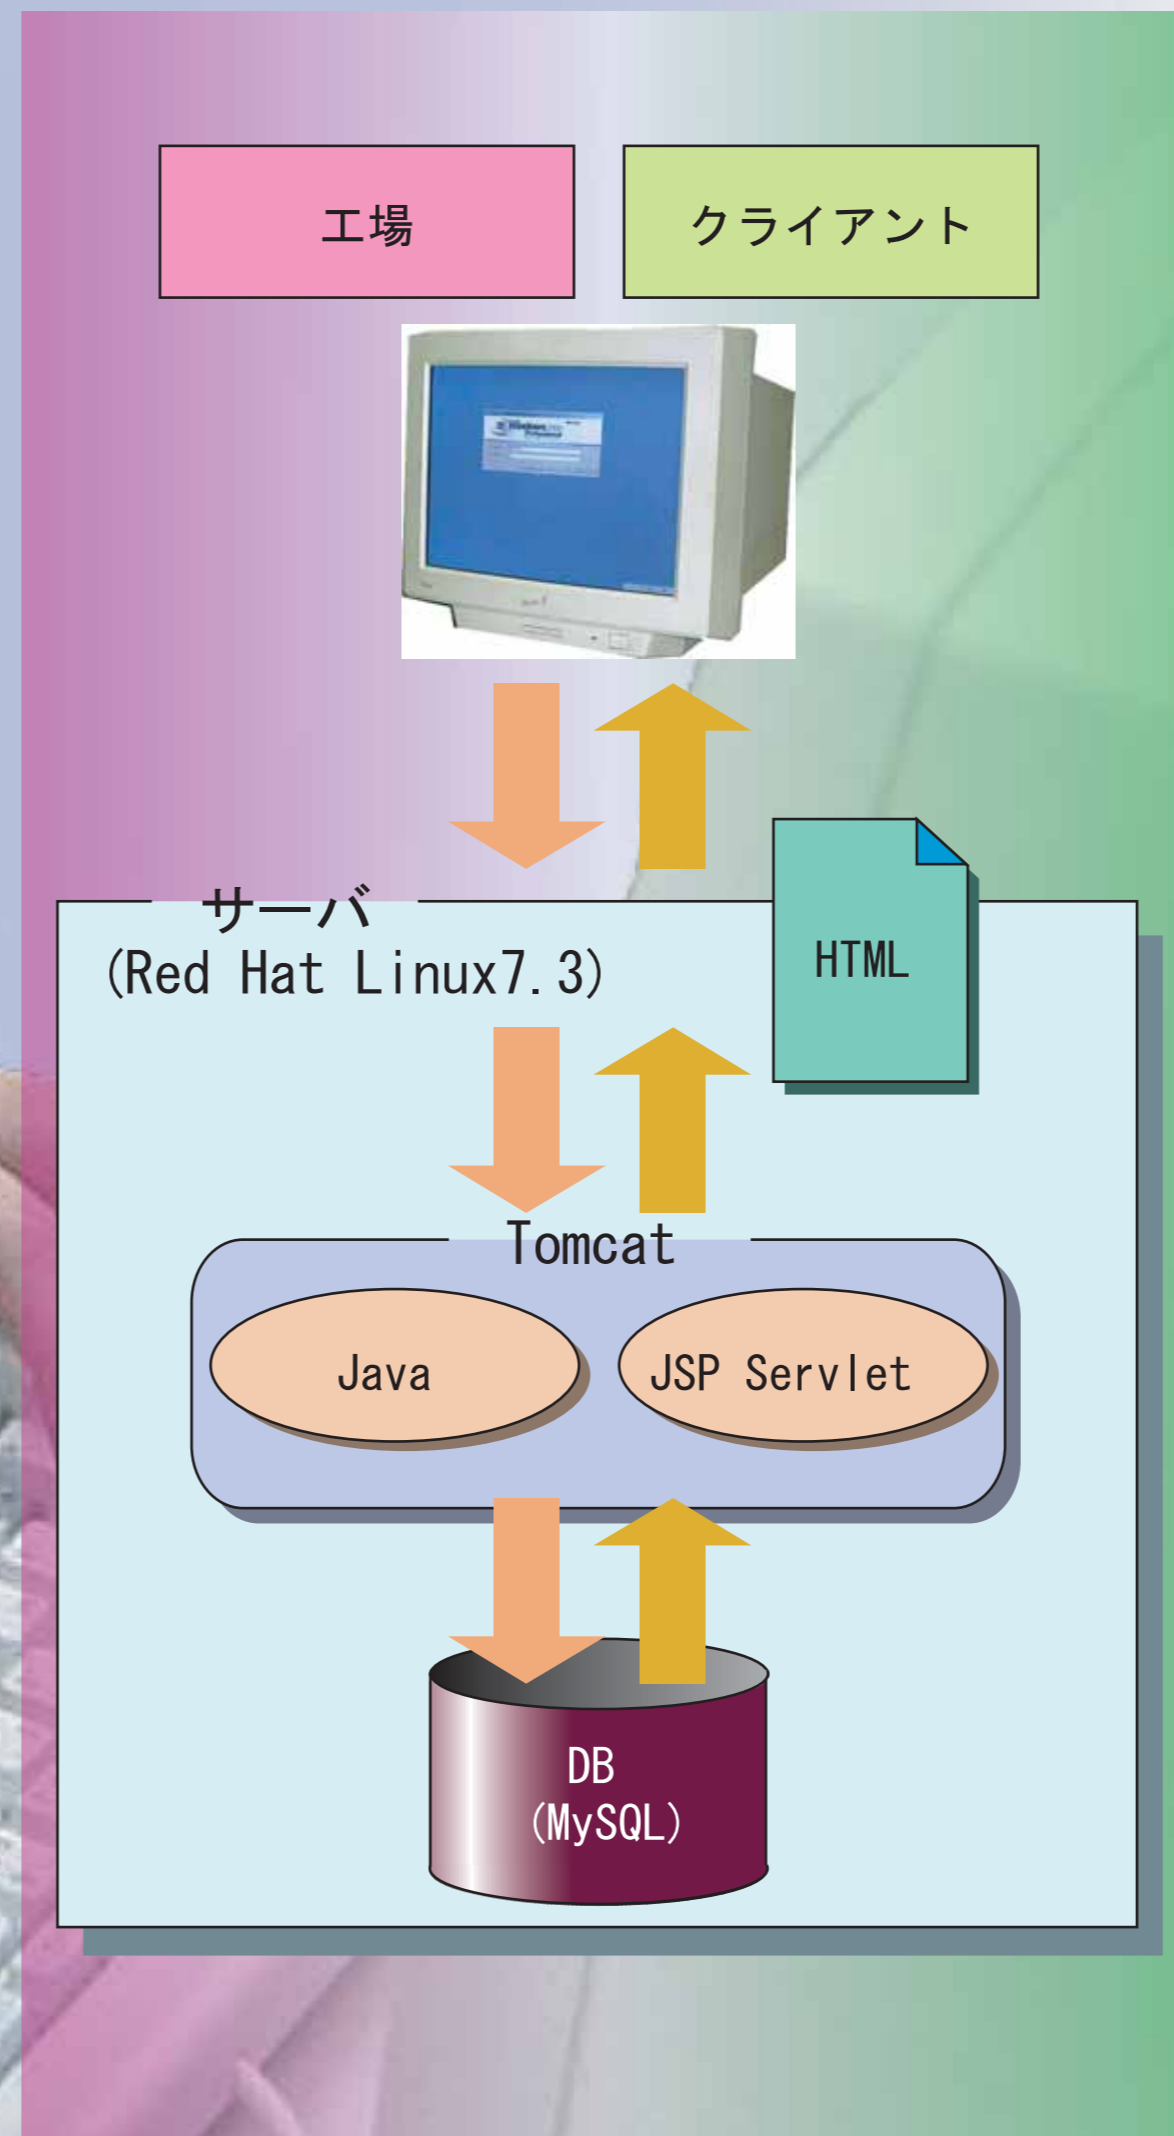 工場
クライアント
サーバ
(Red Hat Linux7.3)
HTML
Tomcat
Java
JSP Servlet
DB
(MySQL)